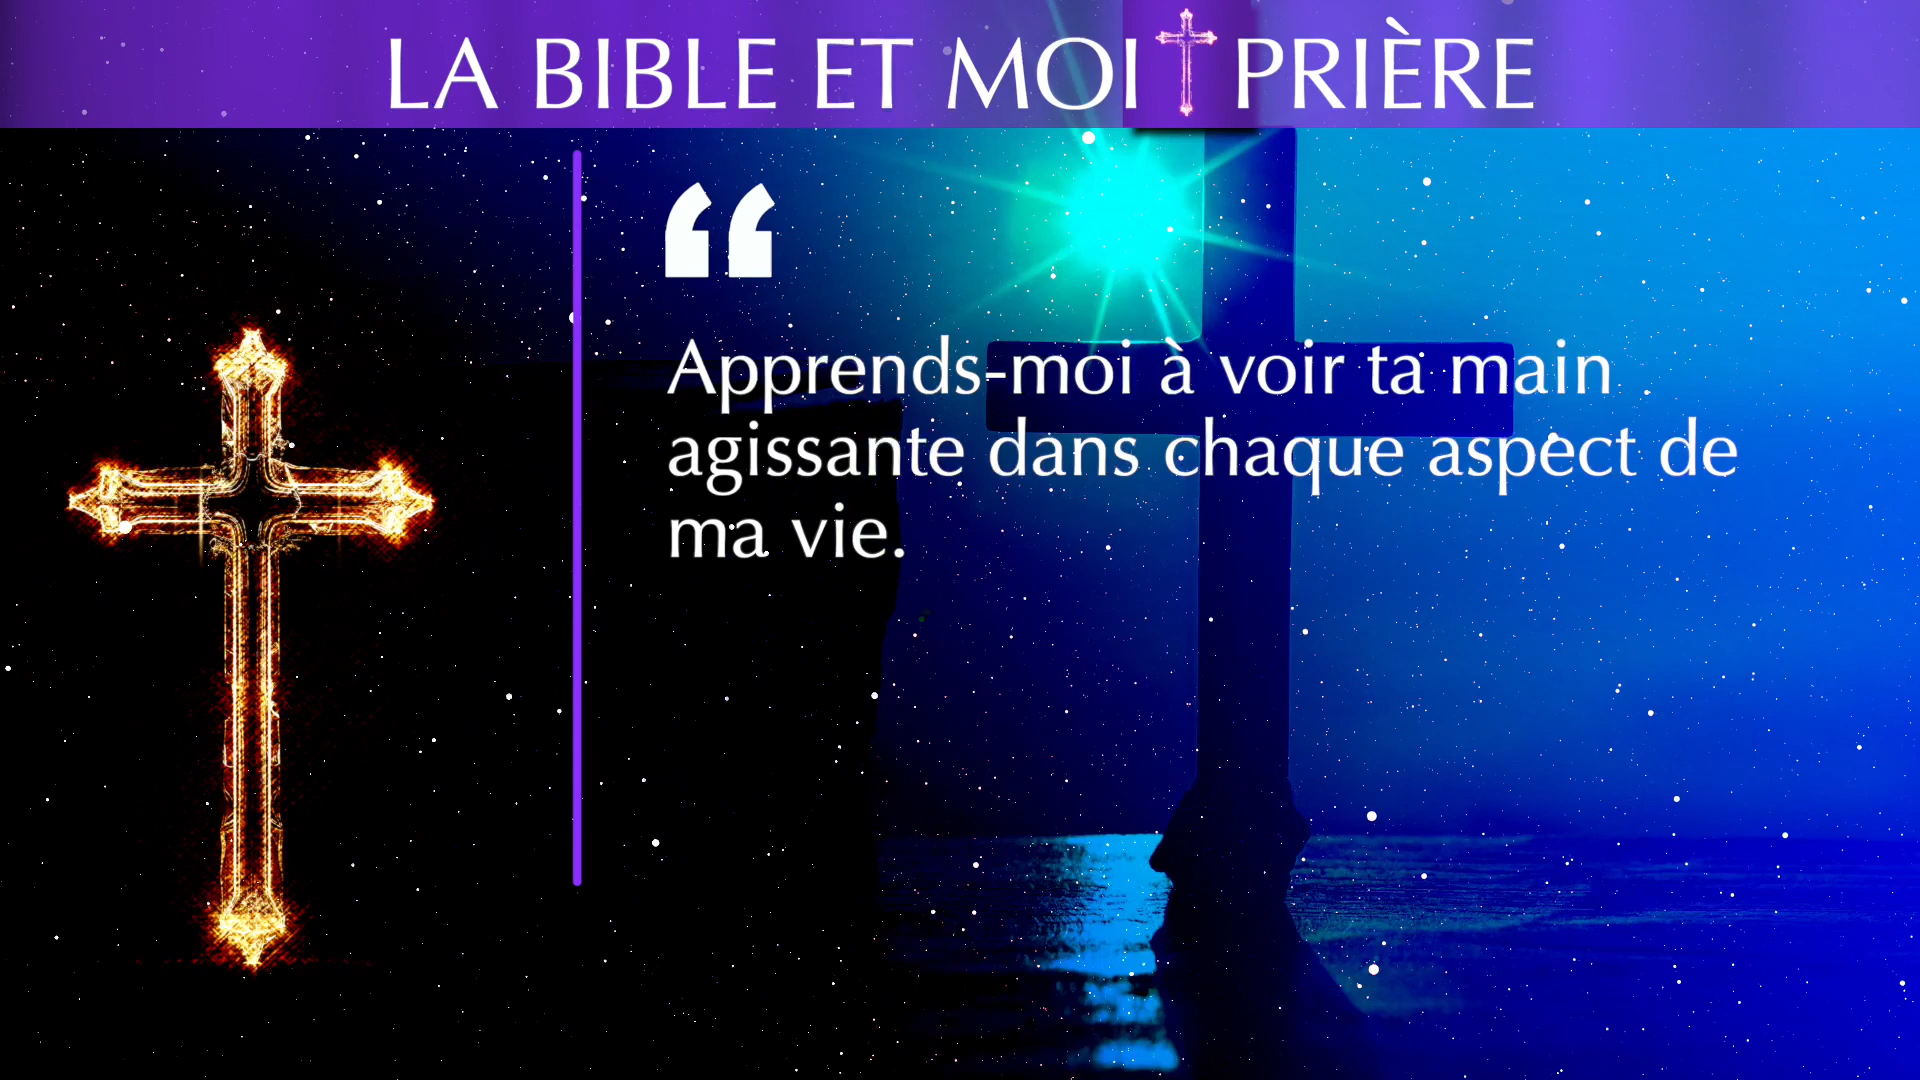 LA BIBLE ET MOI PRIÈRE
“
Apprends-moi à voir ta main
agissante dans chaque aspect de
ma vie.